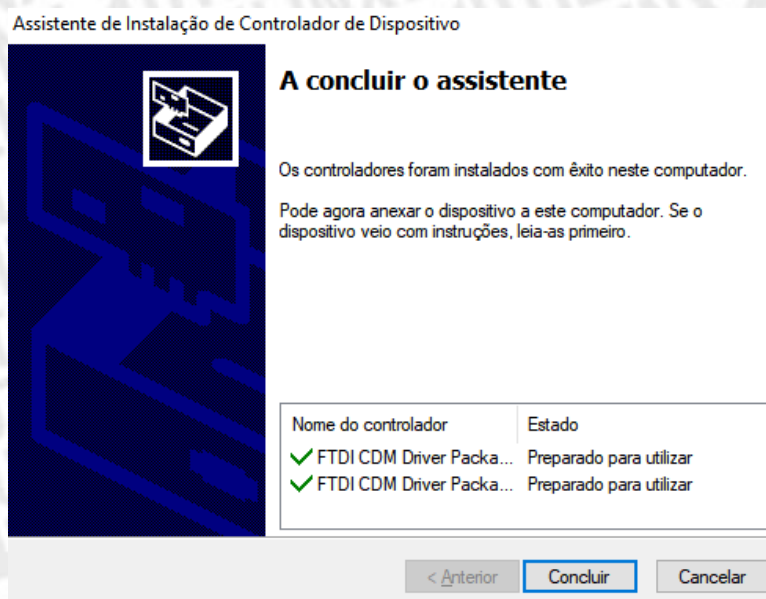 Assistente de Instalação de Controlador de Dispositivo
A concluir o assistente
Os controladores foram instalados com êxito neste computador.
Pode agora anexar o dispositivo a este computador. Se o
dispositivo veio com instruções, leia-as primeiro.
Nome do controlador Estado
FTDI CDM Driver Packa... Preparado para utilizar
FTDI CDM Driver Packa... Preparado para utilizar
< Anterior Concluir Cancelar